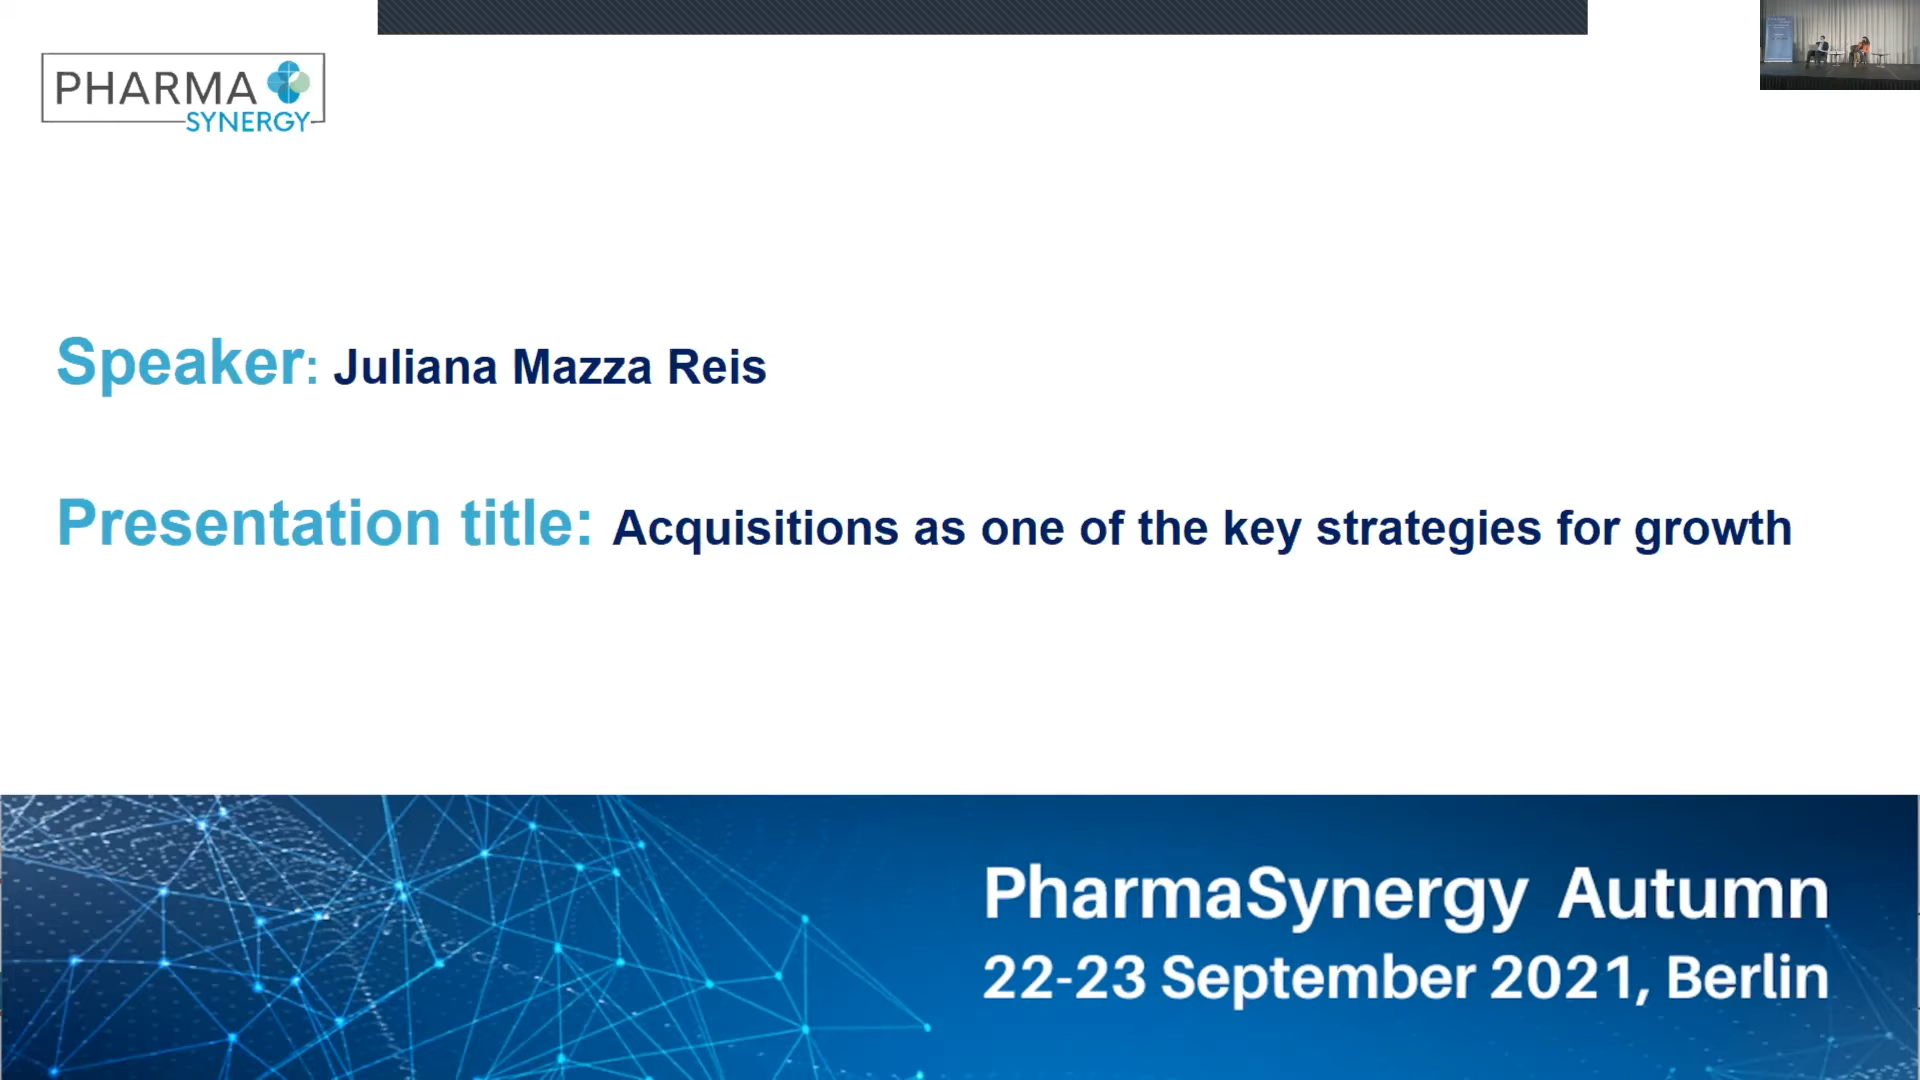 PHARMA
SYNERGY
Speaker: Juliana Mazza Reis
Presentation title: Acquisitions as one of the key strategies for growth
PharmaSynergy Autumn
22-23 September 2021, Berlin